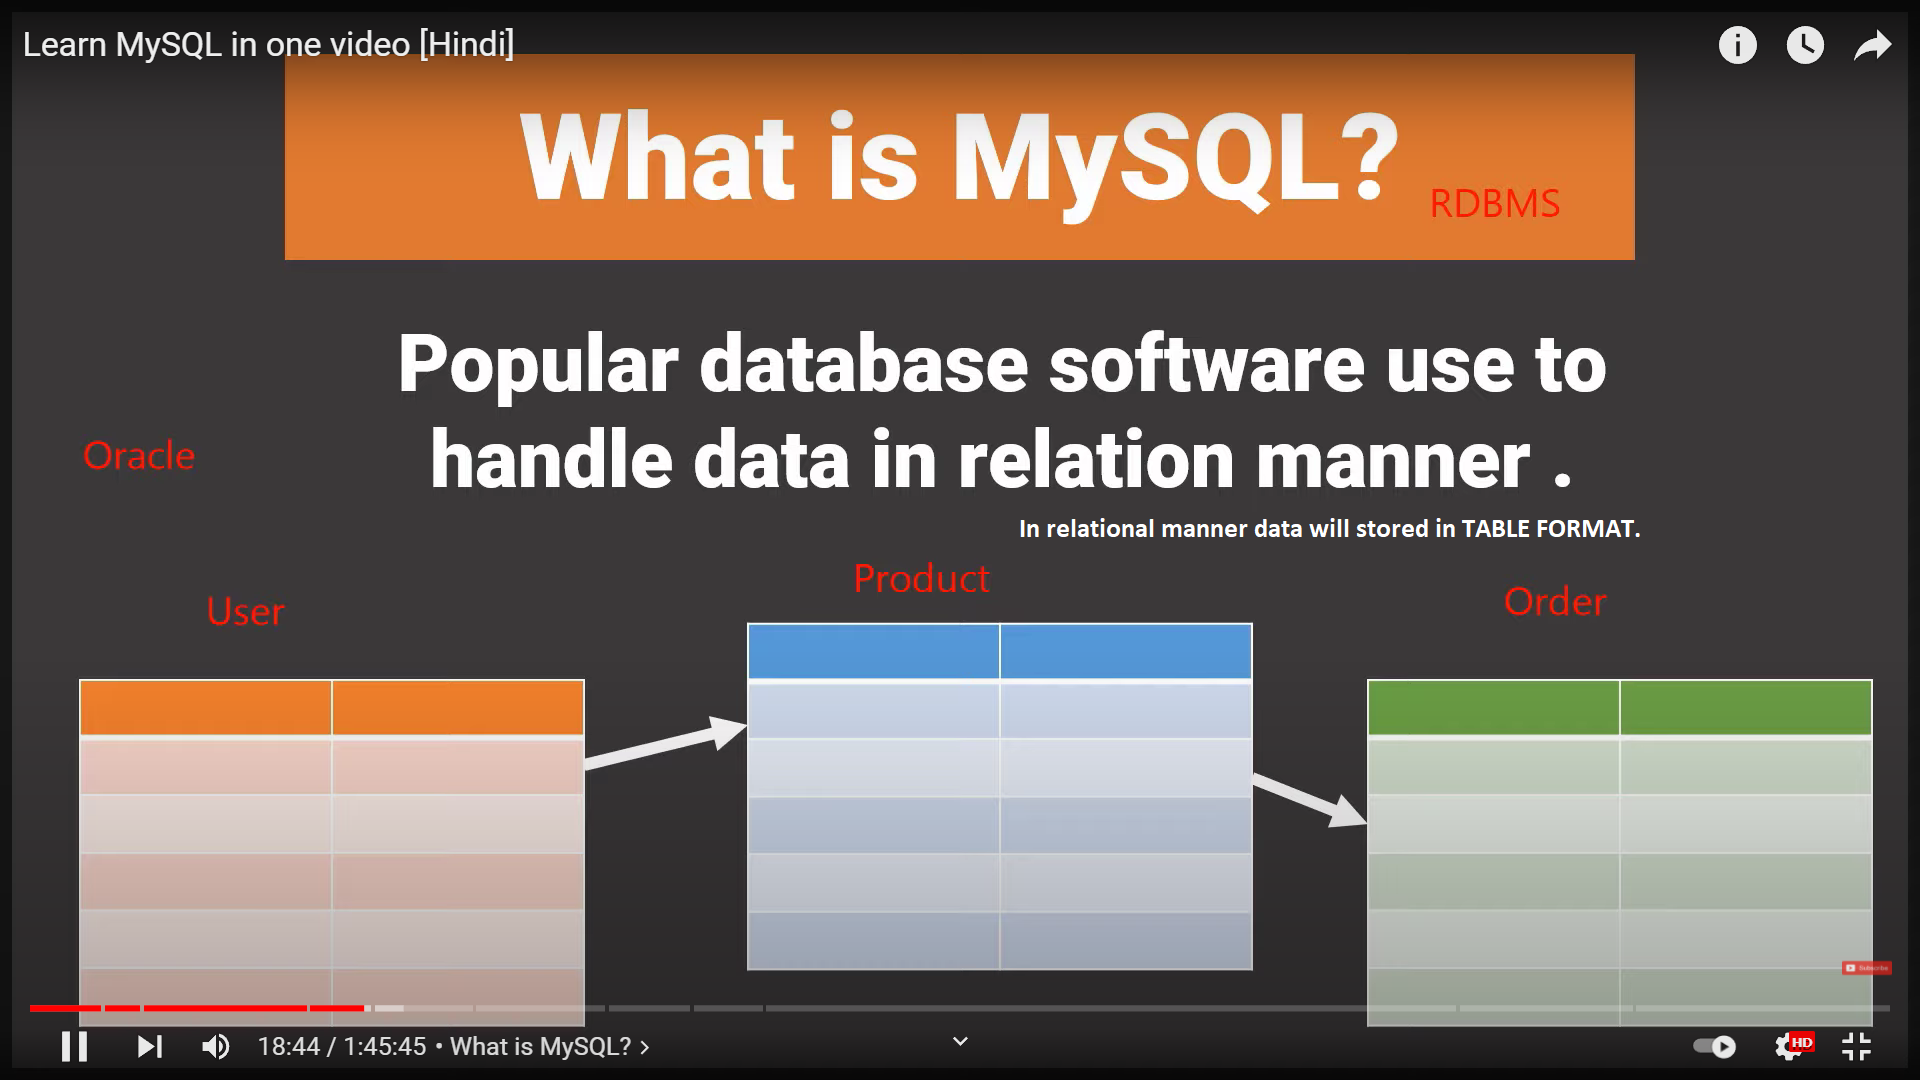 Learn MySQL in one video [Hindi]
What is MySQL?
RDBMS
Popular database software use to
handle data in relation manner .
Oracle
In relational manner data will stored in TABLE FORMAT.
User
Product
Order
Subscribe
18:44 / 1:45:45 • What is MySQL?
HD